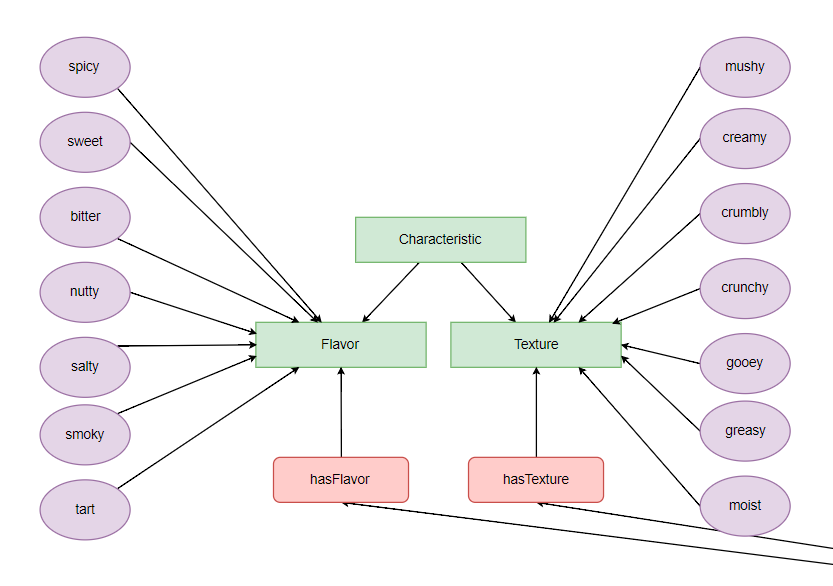 spicy
sweet
bitter
nutty
salty
smoky
tart
Characteristic
Flavor
Texture
hasFlavor
hasTexture
mushy
creamy
crumbly
crunchy
gooey
greasy
moist